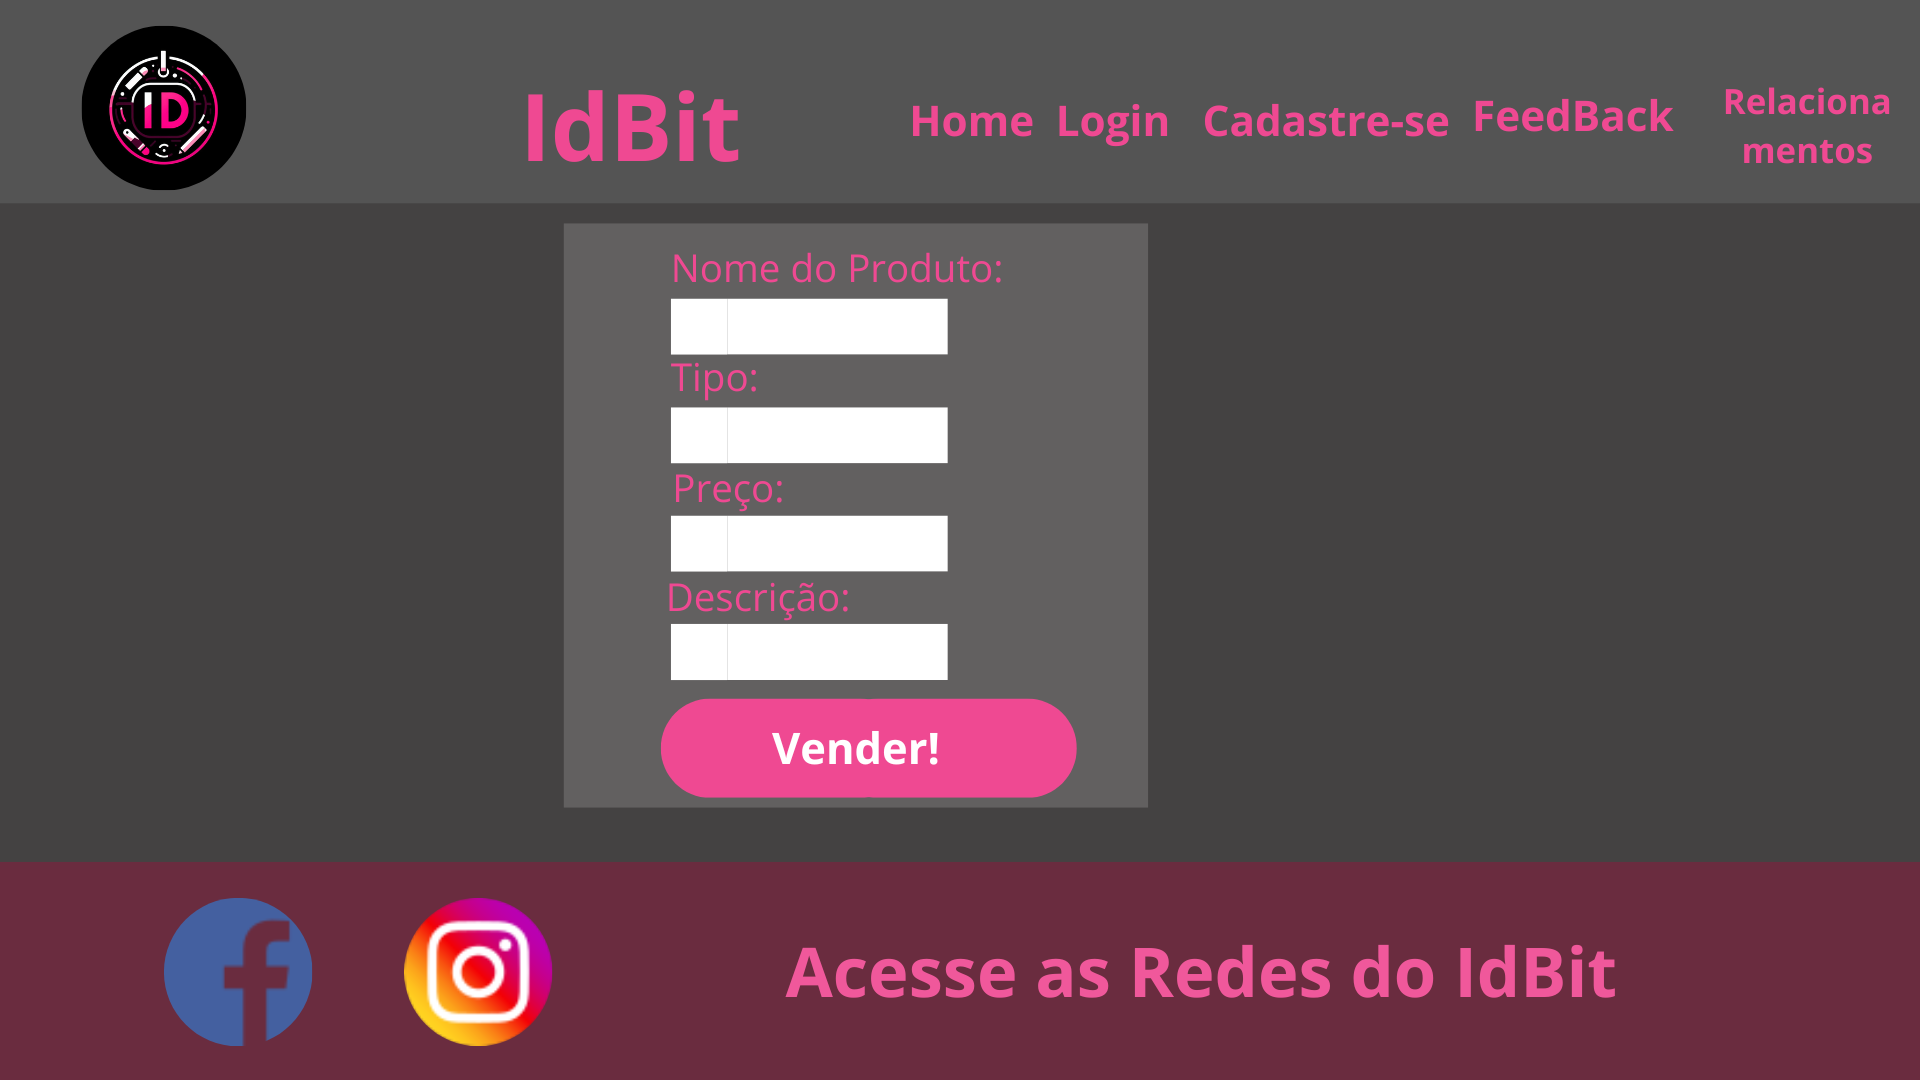 ID
IdBit
Home Login Cadastre-se FeedBack
Relaciona
mentos
Nome do Produto:
Tipo:
Preço:
Descrição:
Vender!
Acesse as Redes do IdBit